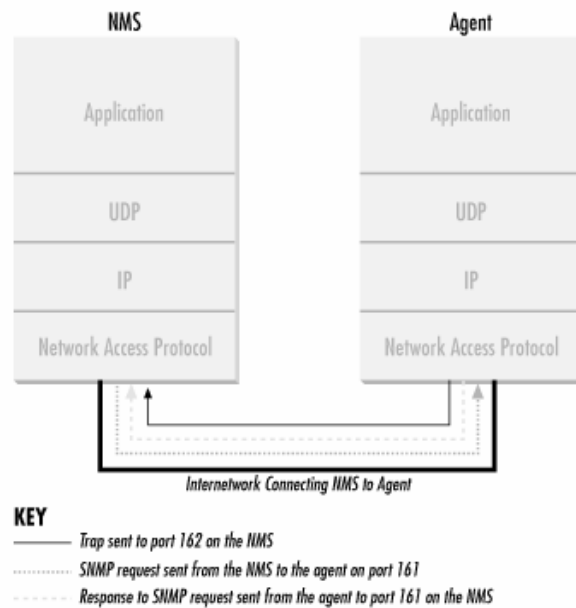 NMS
Agent
Application
Application
UDP
UDP
IP
IP
Network Access Protocol
Network Access Protocol
Internetwork Connecting NMS to Agent
KEY
Trap sent to port 162 on the NMS
SNMP request sent from the NMS to the agent on port 161
Response to SNMP request sent from the agent to port 161 on the NMS